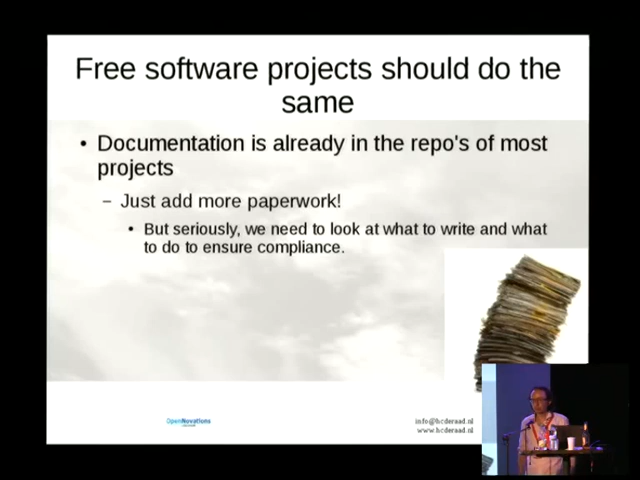 Free software projects should do the
same
• Documentation is already in the repo's of most
projects
– Just add more paperwork!
• But seriously, we need to look at what to write and what
to do to ensure compliance.
OpenNovations
info@hcderaad.nl
www.hcderaad.nl